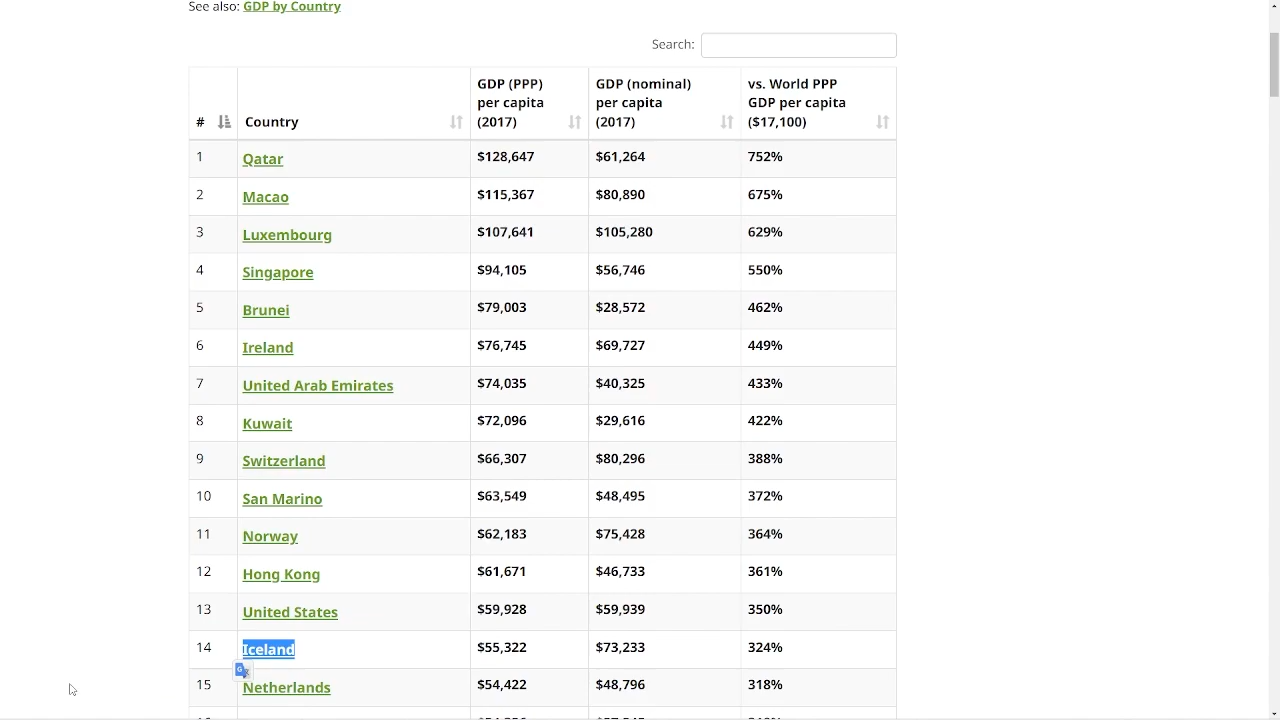 See also: GDP by Country
Search:
# Country GDP (PPP) per capita (2017) GDP (nominal) per capita (2017) vs. World PPP GDP per capita ($17,100)
1 Qatar $128,647 $61,264 752%
2 Macao $115,367 $80,890 675%
3 Luxembourg $107,641 $105,280 629%
4 Singapore $94,105 $56,746 550%
5 Brunei $79,003 $28,572 462%
6 Ireland $76,745 $69,727 449%
7 United Arab Emirates $74,035 $40,325 433%
8 Kuwait $72,096 $29,616 422%
9 Switzerland $66,307 $80,296 388%
10 San Marino $63,549 $48,495 372%
11 Norway $62,183 $75,428 364%
12 Hong Kong $61,671 $46,733 361%
13 United States $59,928 $59,939 350%
14 Iceland $55,322 $73,233 324%
15 Netherlands $54,422 $48,796 318%